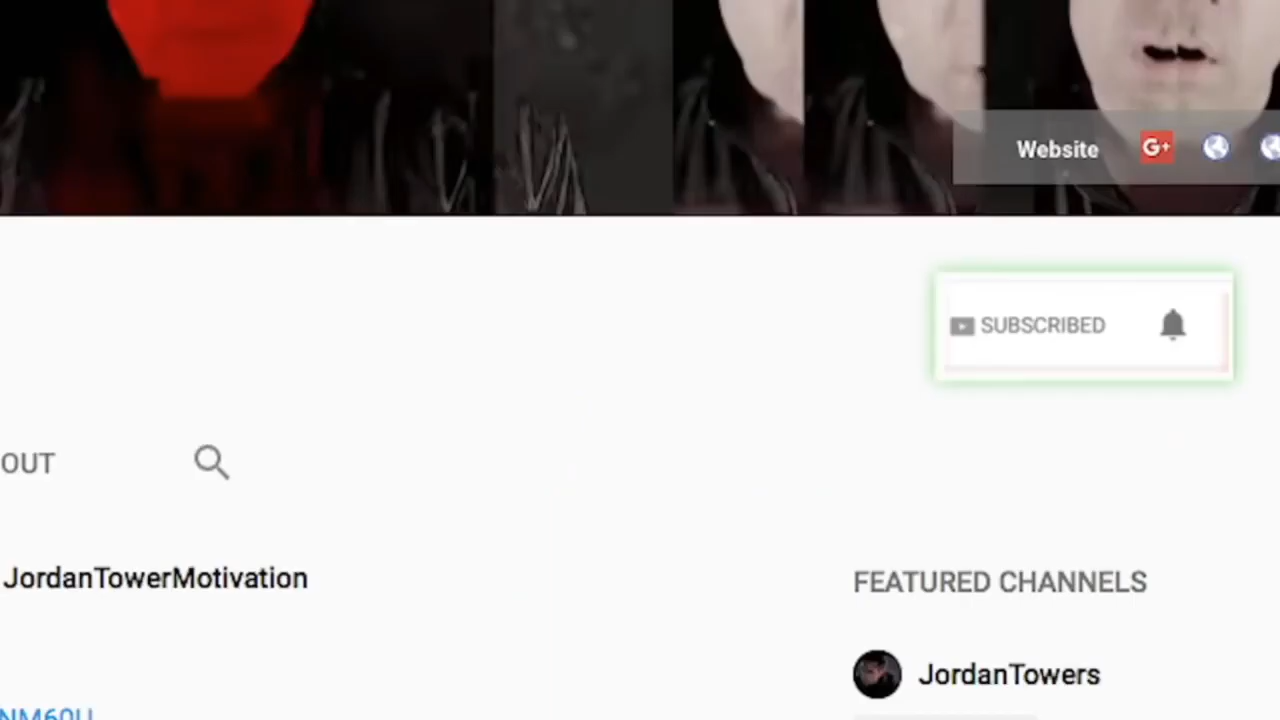 Website G+
SUBSCRIBED
OUT
JordanTowerMotivation
FEATURED CHANNELS
JordanTowers